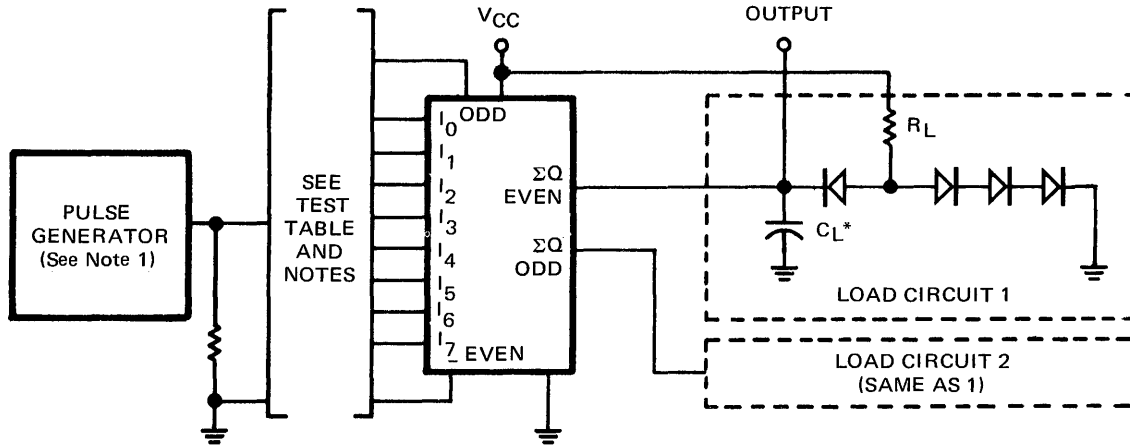 VCC
OUTPUT
PULSE
GENERATOR
(See Note 1)
SEE
TEST
TABLE
AND
NOTES
ODD
I0
I1
I2
I3
I4
I5
I6
I7
EVEN
ΣQ
EVEN
ΣQ
ODD
RL
CL*
LOAD CIRCUIT 1
LOAD CIRCUIT 2
(SAME AS 1)